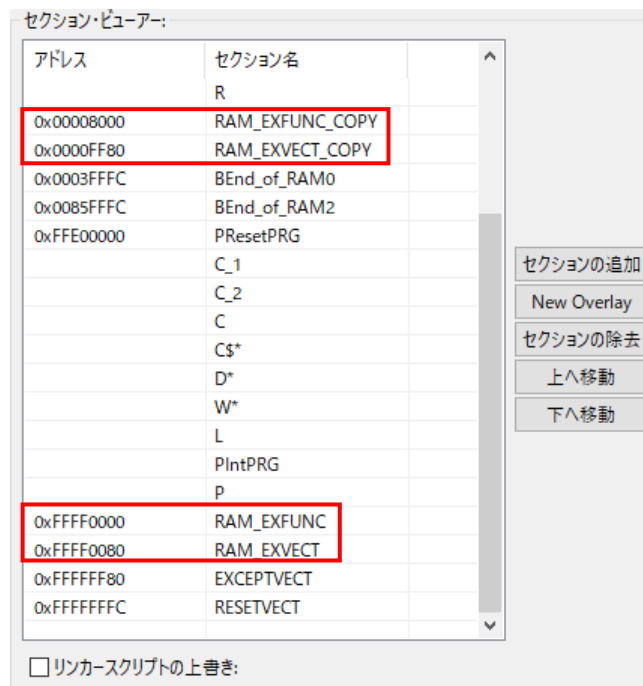 セクション・ビューアー:
アドレス セクション名
R
0x00008000 RAM_EXFUNC_COPY
0x0000FF80 RAM_EXVECT_COPY
0x0003FFFC BEnd_of_RAM0
0x0085FFFC BEnd_of_RAM2
0xFFE00000 PResetPRG
C_1
C_2
C
C$*
D*
W*
L
PIntPRG
P
0xFFFF0000 RAM_EXFUNC
0xFFFF0080 RAM_EXVECT
0xFFFFFF80 EXCEPTVECT
0xFFFFFFFC RESETVECT
セクションの追加
New Overlay
セクションの除去
上へ移動
下へ移動
リンカースクリプトの上書き: